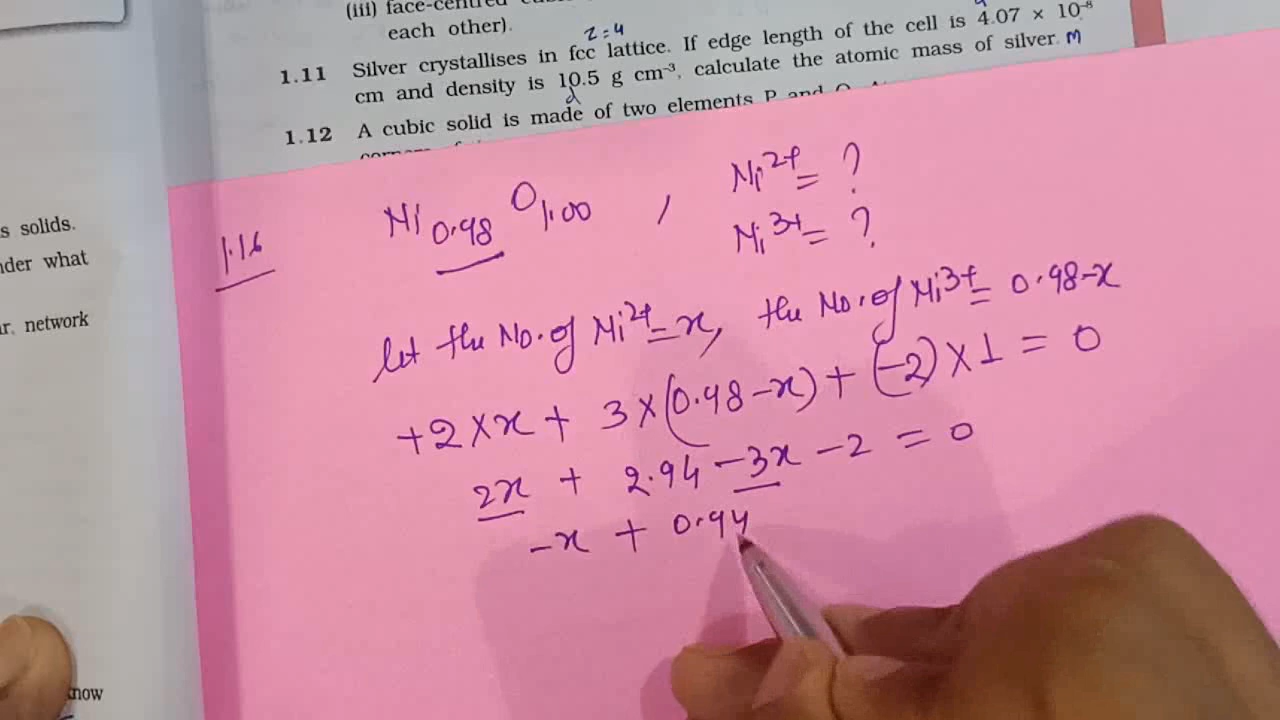 (iii) face-centred
each other).
z=4
1.11 Silver crystallises in fcc lattice. If edge length of the cell is 4.07 × 10⁻⁸
cm and density is 10.5 g cm⁻³, calculate the atomic mass of silver. M
d
1.12 A cubic solid is made of two elements P and
s solids.
nder what
r, network
now
1.16
Ni0.98 O1.00 , Ni²⁺ = ?
Ni³⁺ = ?
let the No. of Ni²⁺ = x, the No. of Ni³⁺ = 0.98-x
+2 × x + 3 × (0.98 - x) + (-2) × 1 = 0
2x + 2.94 - 3x - 2 = 0
-x + 0.94